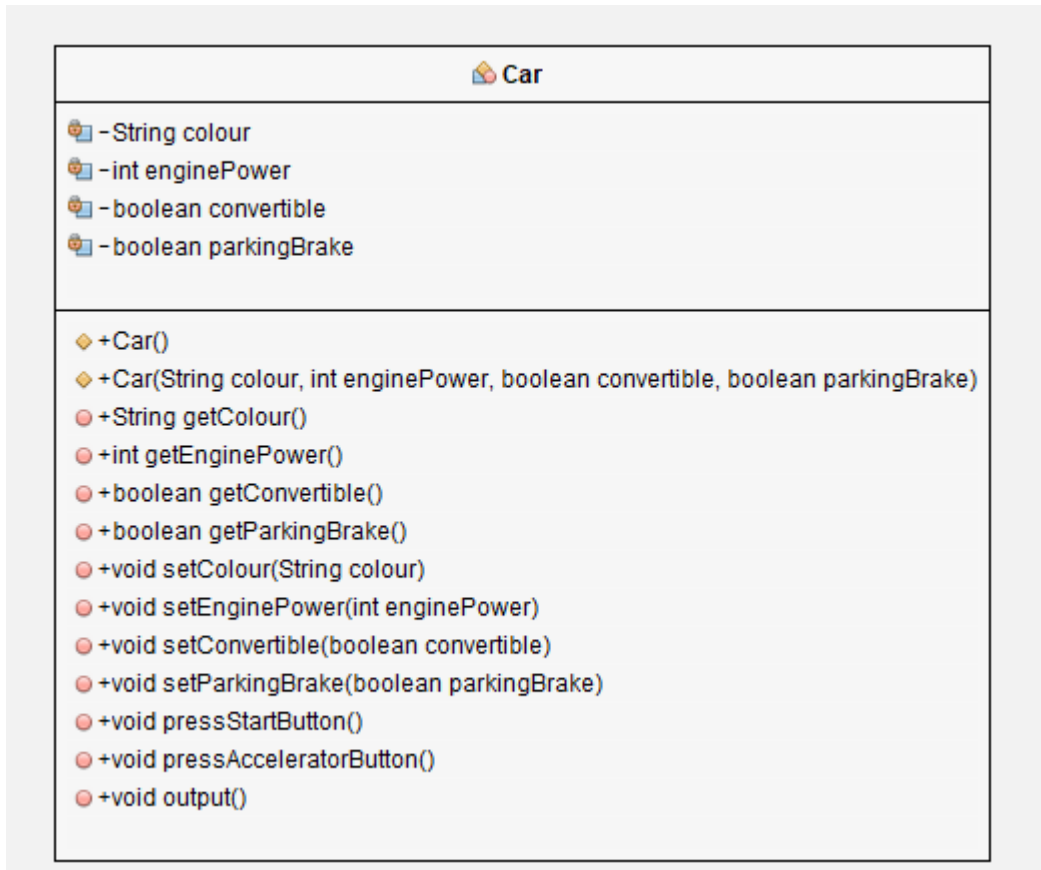 Car
-String colour
-int enginePower
-boolean convertible
-boolean parkingBrake
+Car()
+Car(String colour, int enginePower, boolean convertible, boolean parkingBrake)
+String getColour()
+int getEnginePower()
+boolean getConvertible()
+boolean getParkingBrake()
+void setColour(String colour)
+void setEnginePower(int enginePower)
+void setConvertible(boolean convertible)
+void setParkingBrake(boolean parkingBrake)
+void pressStartButton()
+void pressAcceleratorButton()
+void output()